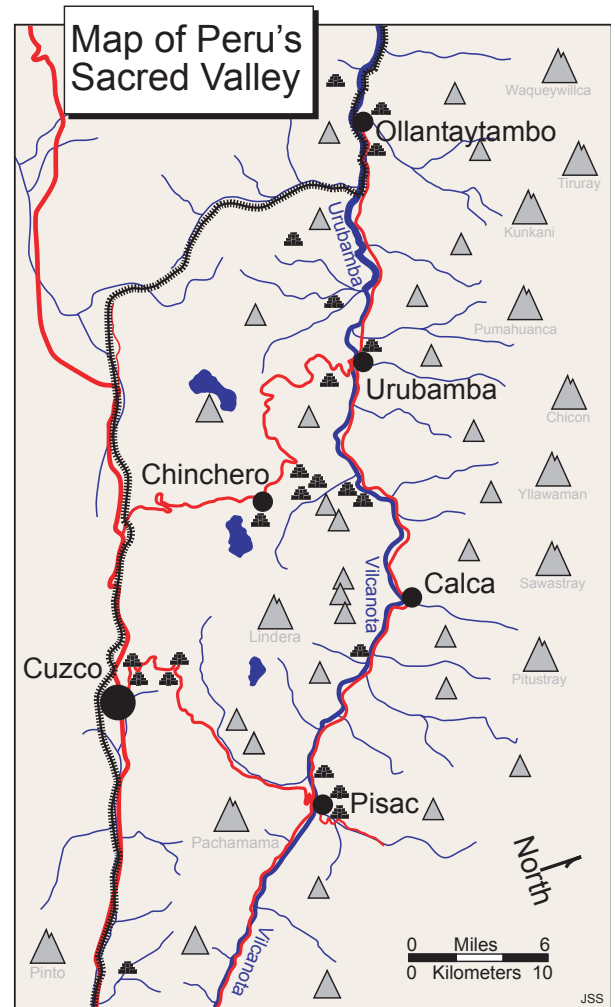 Map of Peru's
Sacred Valley
Waqueywillca
Ollantaytambo
Tiruray
Urubamba
Kunkani
Pumahuanca
Urubamba
Chicon
Chinchero
Yllawaman
Vilcanota
Sawastray
Calca
Lindera
Cuzco
Pitustray
Pisac
Pachamama
North
Vilcanota
Pinto
0 Miles 6
0 Kilometers 10
JSS